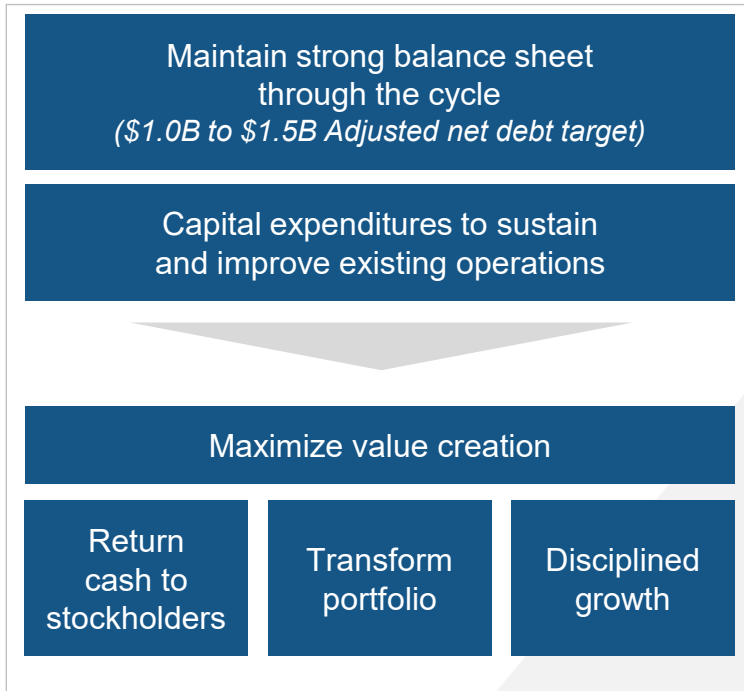 Maintain strong balance sheet
through the cycle
($1.0B to $1.5B Adjusted net debt target)
Capital expenditures to sustain
and improve existing operations
Maximize value creation
Return
cash to
stockholders
Transform
portfolio
Disciplined
growth